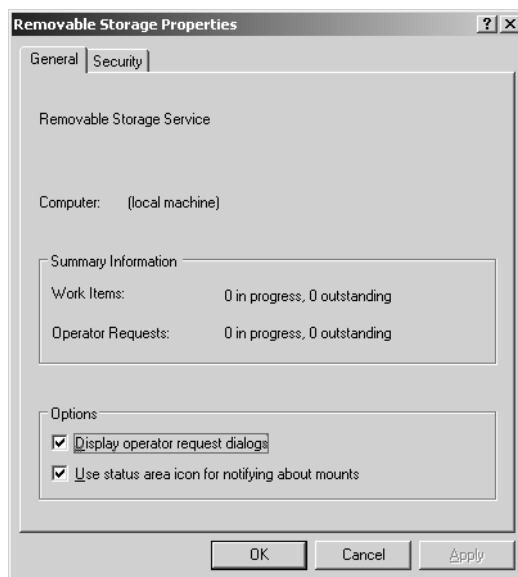 Removable Storage Properties
General Security
Removable Storage Service
Computer: (local machine)
Summary Information
Work Items: 0 in progress, 0 outstanding
Operator Requests: 0 in progress, 0 outstanding
Options
Display operator request dialogs
Use status area icon for notifying about mounts
OK Cancel Apply